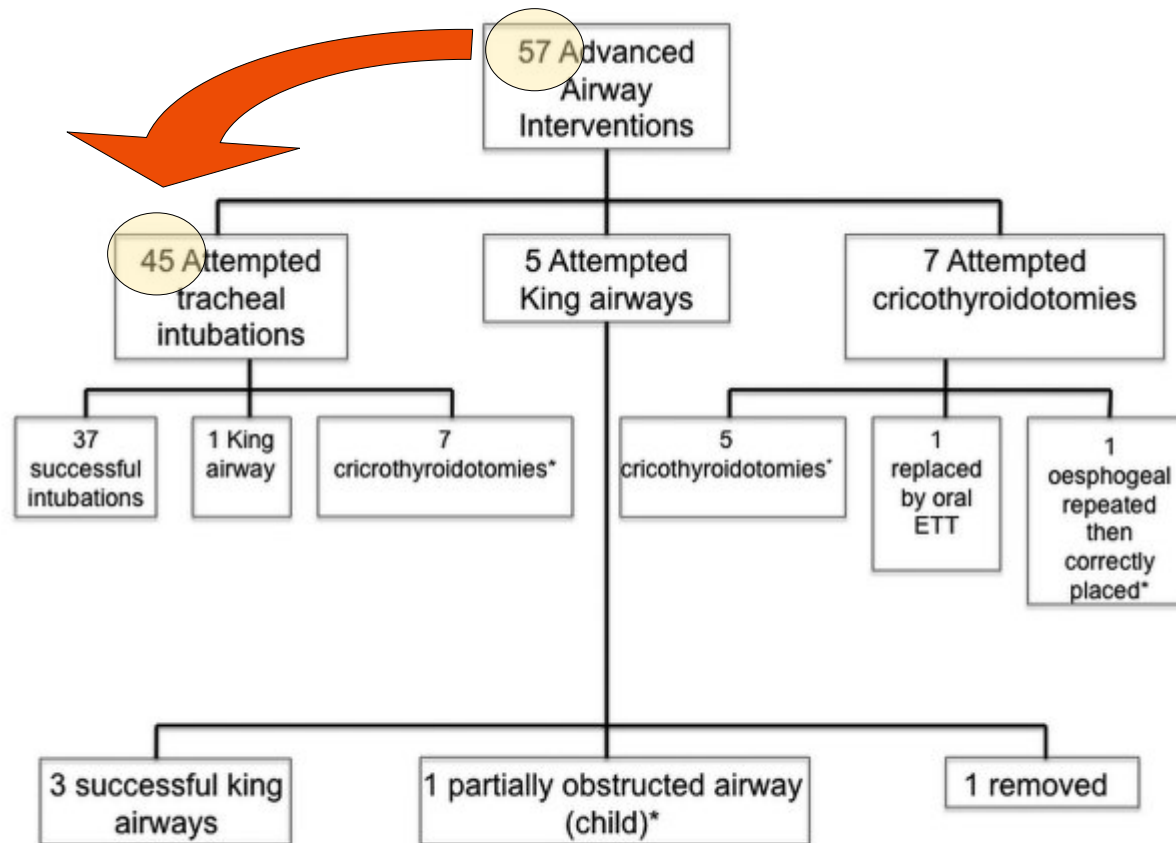 57 Advanced
Airway
Interventions
45 Attempted
tracheal
intubations
5 Attempted
King airways
7 Attempted
cricothyroidotomies
37
successful
intubations
1 King
airway
7
cricrothyroidotomies*
5
cricothyroidotomies*
1
replaced
by oral
ETT
1
oesphogeal
repeated
then
correctly
placed*
3 successful king
airways
1 partially obstructed airway
(child)*
1 removed